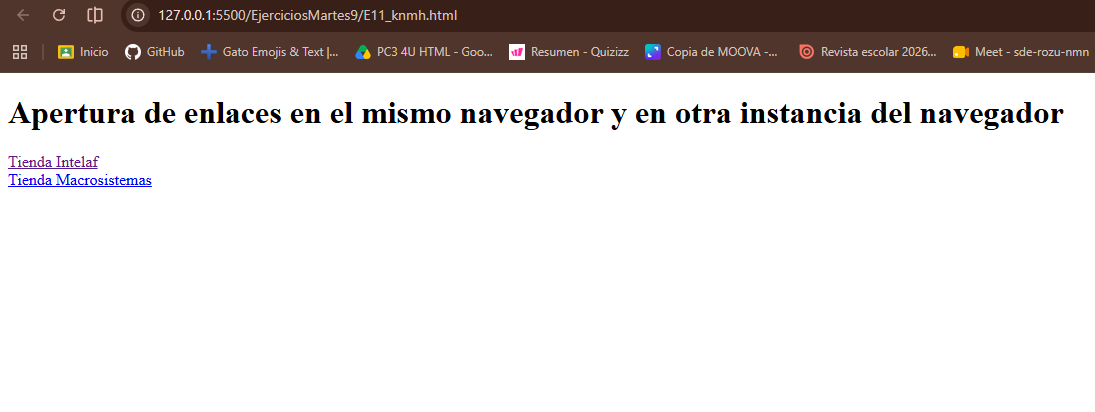 127.0.0.1:5500/EjerciciosMartes9/E11_knmh.html
Inicio GitHub Gato Emojis & Text |... PC3 4U HTML - Goo... Resumen - Quizizz Copia de MOOVA -... Revista escolar 2026... Meet - sde-rozu-nmn
Apertura de enlaces en el mismo navegador y en otra instancia del navegador
Tienda Intelaf
Tienda Macrosistemas